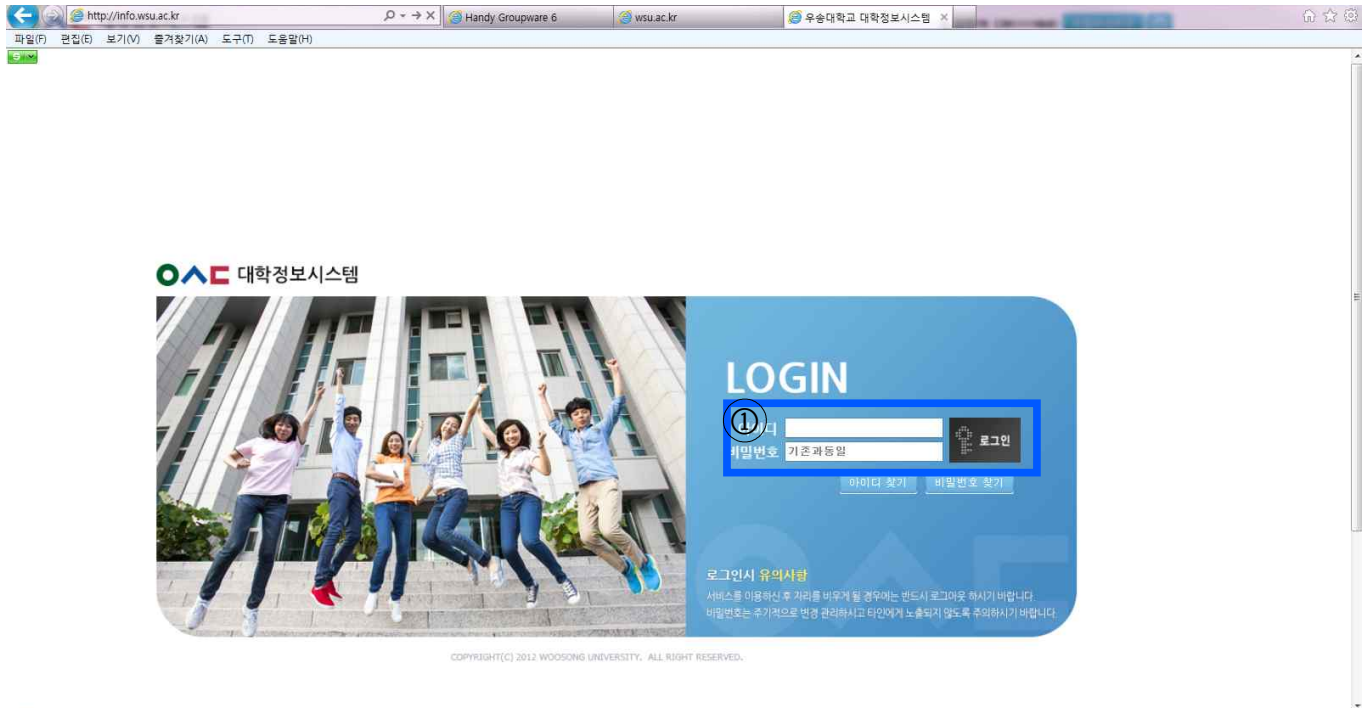 http://info.wsu.ac.kr
Handy Groupware 6
wsu.ac.kr
우송대학교 대학정보시스템
파일(F) 편집(E) 보기(V) 즐겨찾기(A) 도구(T) 도움말(H)
대학정보시스템
LOGIN
①
비밀번호 기존과동일
로그인
아이디 찾기 비밀번호 찾기
로그인시 유의사항
서비스를 이용하신 후 자리를 비우게 될 경우에는 반드시 로그아웃 하시기 바랍니다.
비밀번호는 주기적으로 변경 관리하시고 타인에게 노출되지 않도록 주의하시기 바랍니다.
COPYRIGHT(C) 2012 WOOSONG UNIVERSITY. ALL RIGHT RESERVED.